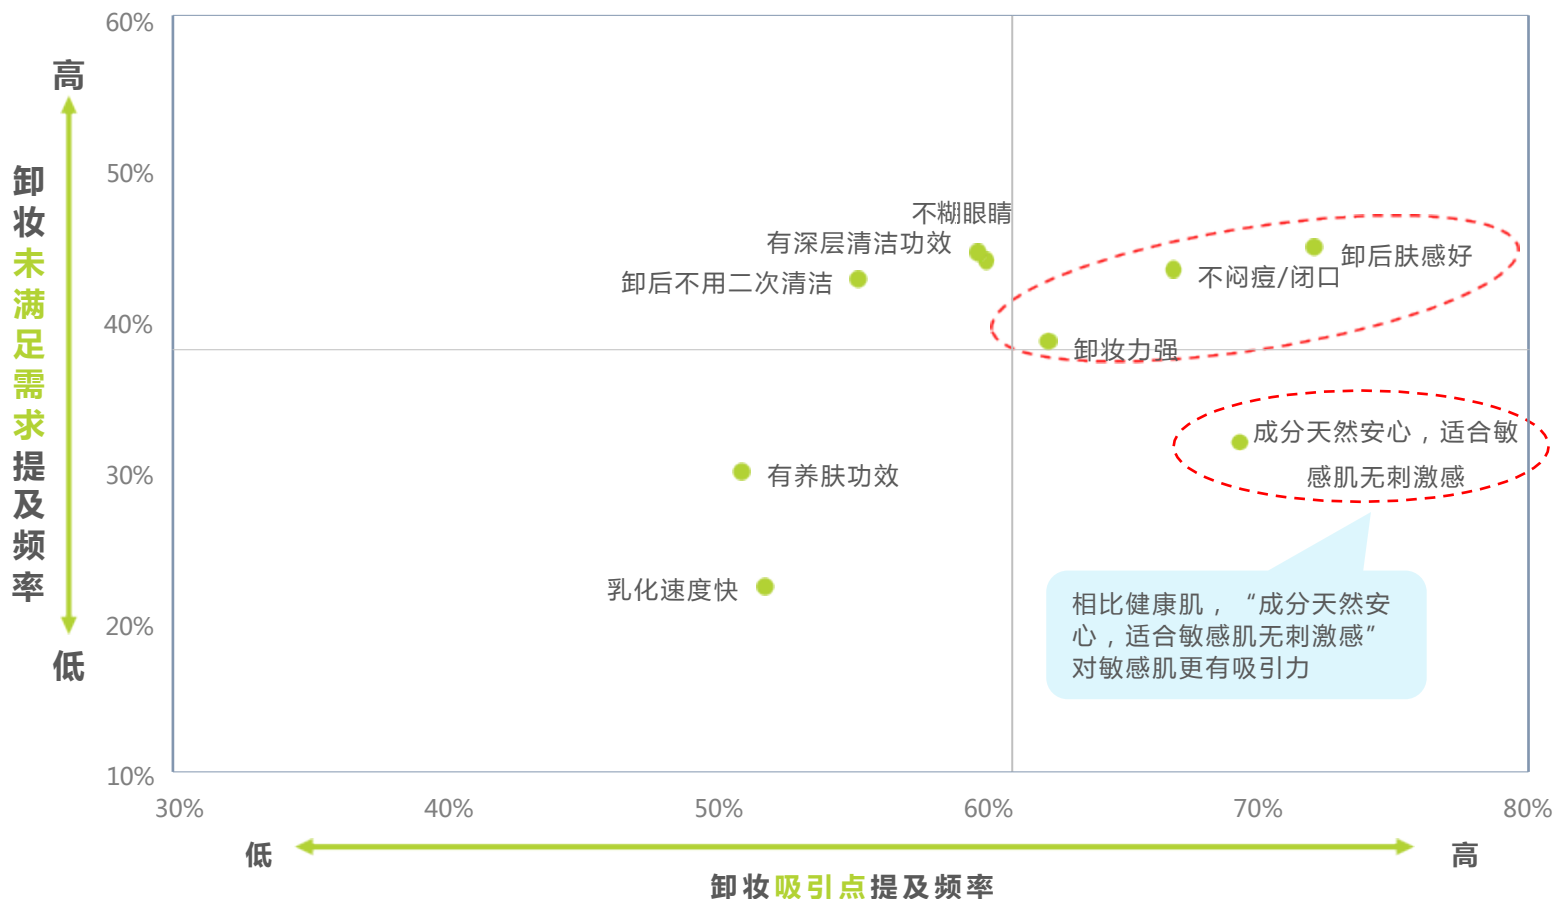 60%
高
50%
卸妆未满足需求提及频率
不糊眼睛
有深层清洁功效
卸后肤感好
不闷痘/闭口
卸后不用二次清洁
40%
卸妆力强
成分天然安心，适合敏
感肌无刺激感
30%
有养肤功效
乳化速度快
相比健康肌，“成分天然安
心，适合敏感肌无刺激感”
对敏感肌更有吸引力
20%
低
10%
30%
40%
50%
60%
70%
80%
低
高
卸妆吸引点提及频率